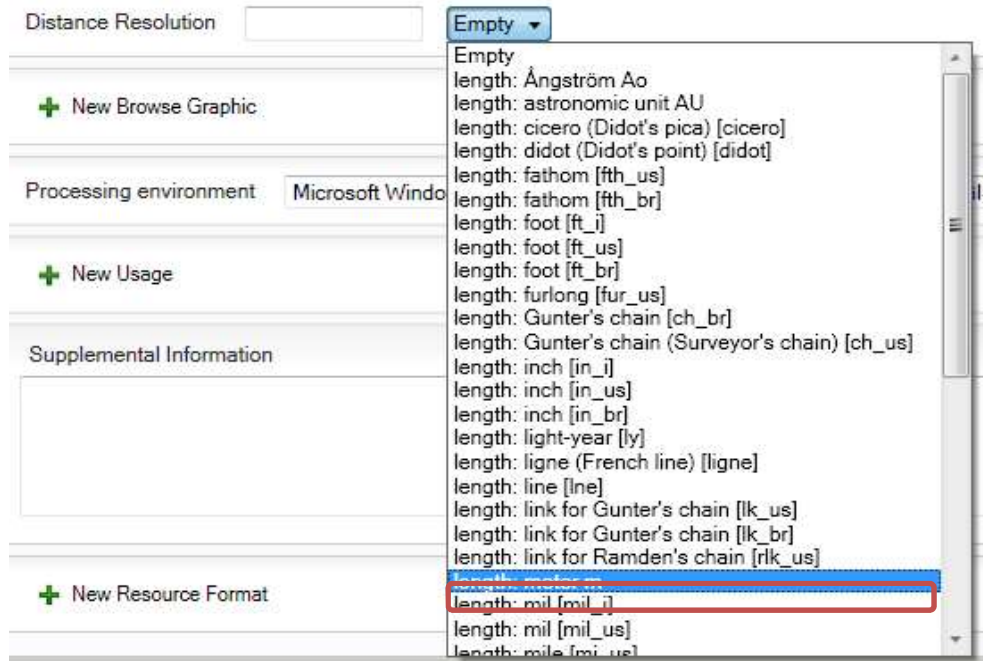 Distance Resolution
Empty
Empty
length: Ångström Ao
length: astronomic unit AU
New Browse Graphic
length: cicero (Didot's pica) [cicero]
length: didot (Didot's point) [didot]
Processing environment
Microsoft Windo
length: fathom [fth_us]
length: fathom [fth_br]
length: foot [ft_i]
length: foot [ft_us]
New Usage
length: foot [ft_br]
length: furlong [fur_us]
length: Gunter's chain [ch_br]
length: Gunter's chain (Surveyor's chain) [ch_us]
Supplemental Information
length: inch [in_i]
length: inch [in_us]
length: inch [in_br]
length: light-year [ly]
length: ligne (French line) [ligne]
length: line [lne]
length: link for Gunter's chain [lk_us]
length: link for Gunter's chain [lk_br]
length: link for Ramden's chain [rlk_us]
length: meter m
New Resource Format
length: mil [mil_i]
length: mil [mil_us]
length: mile [mi_us]